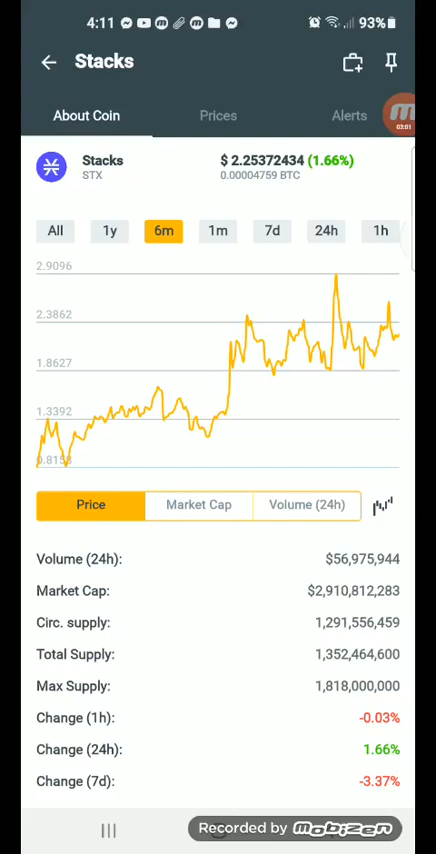 4:11
93%
Stacks
About Coin Prices Alerts
03:01
Stacks $ 2.25372434 (1.66%)
STX 0.00004759 BTC
All 1y 6m 1m 7d 24h 1h
2.9096
2.3862
1.8627
1.3392
0.8158
Price Market Cap Volume (24h)
Volume (24h): $56,975,944
Market Cap: $2,910,812,283
Circ. supply: 1,291,556,459
Total Supply: 1,352,464,600
Max Supply: 1,818,000,000
Change (1h): -0.03%
Change (24h): 1.66%
Change (7d): -3.37%
Recorded by MOBIZEN